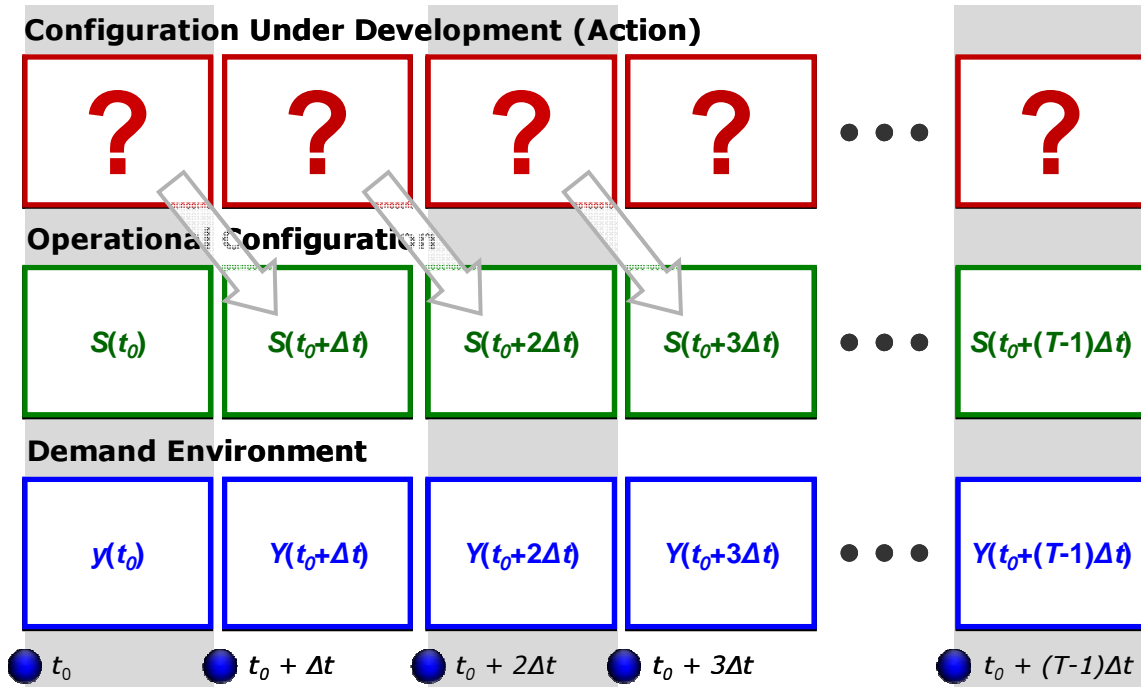 Configuration Under Development (Action)
? ? ? ? ••• ?
Operational Configuration
S(t₀) S(t₀+Δt) S(t₀+2Δt) S(t₀+3Δt) ••• S(t₀+(T-1)Δt)
Demand Environment
y(t₀) Y(t₀+Δt) Y(t₀+2Δt) Y(t₀+3Δt) ••• Y(t₀+(T-1)Δt)
t₀ t₀ + Δt t₀ + 2Δt t₀ + 3Δt t₀ + (T-1)Δt